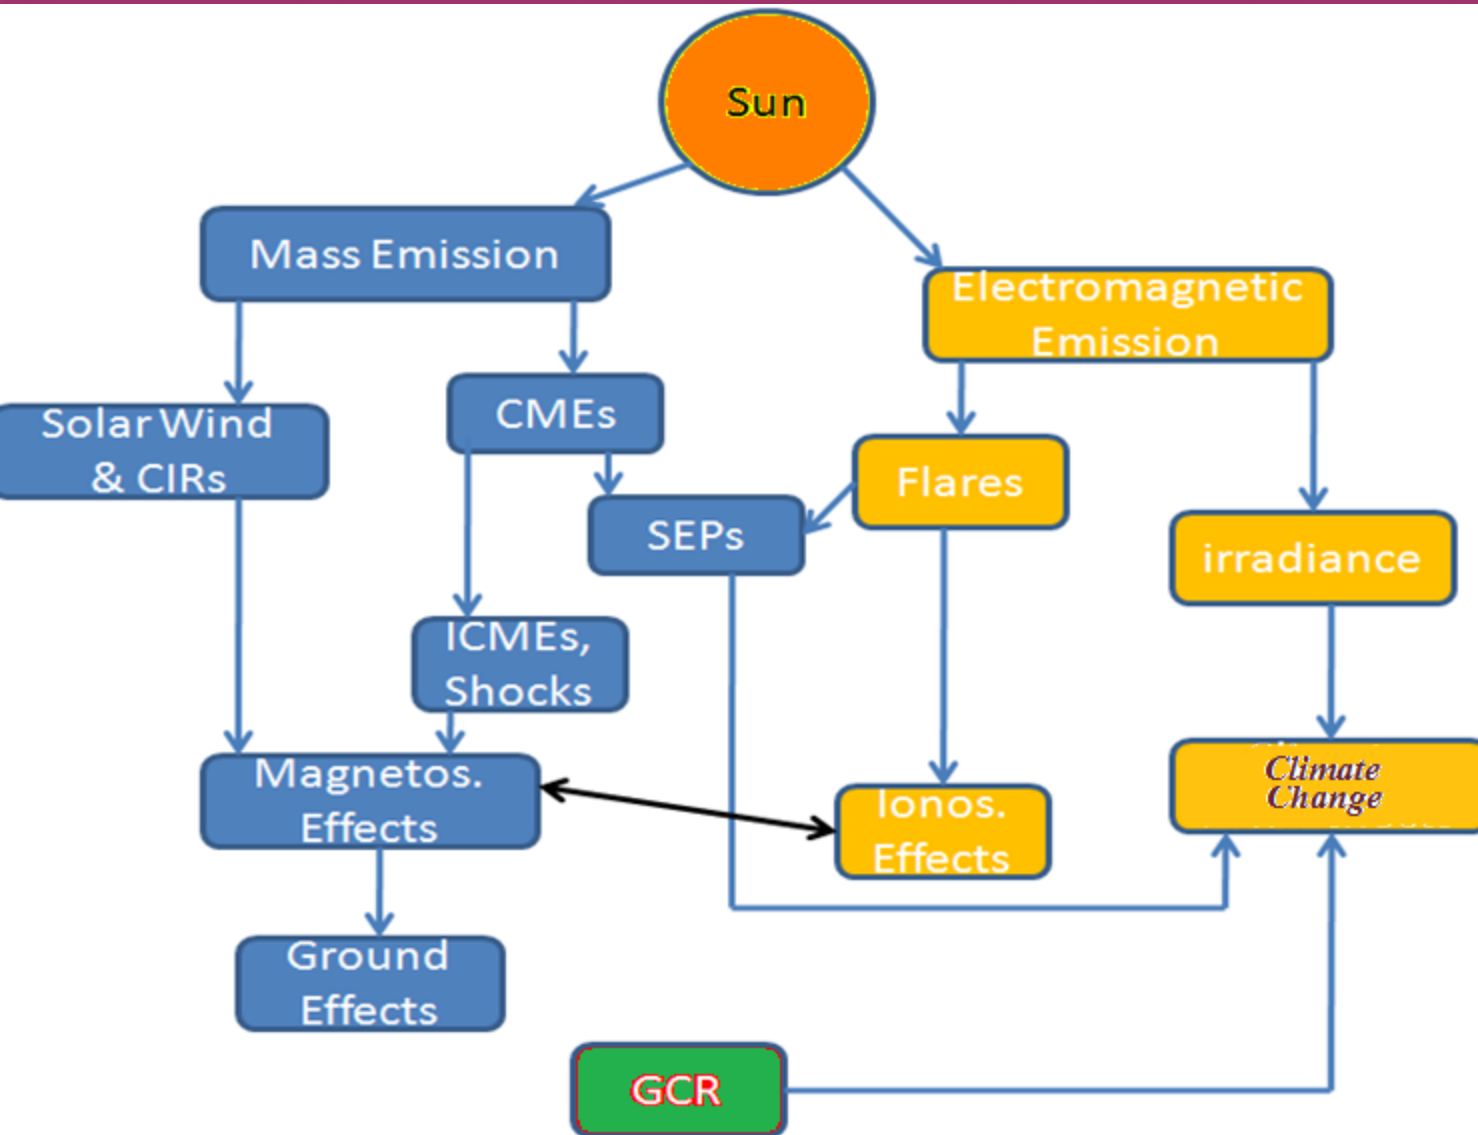 Sun
Mass Emission
Electromagnetic
Emission
Solar Wind
& CIRs
CMEs
Flares
SEPs
irradiance
ICMEs,
Shocks
Magnetos.
Effects
Climate
Change
Ionos.
Effects
Ground
Effects
GCR